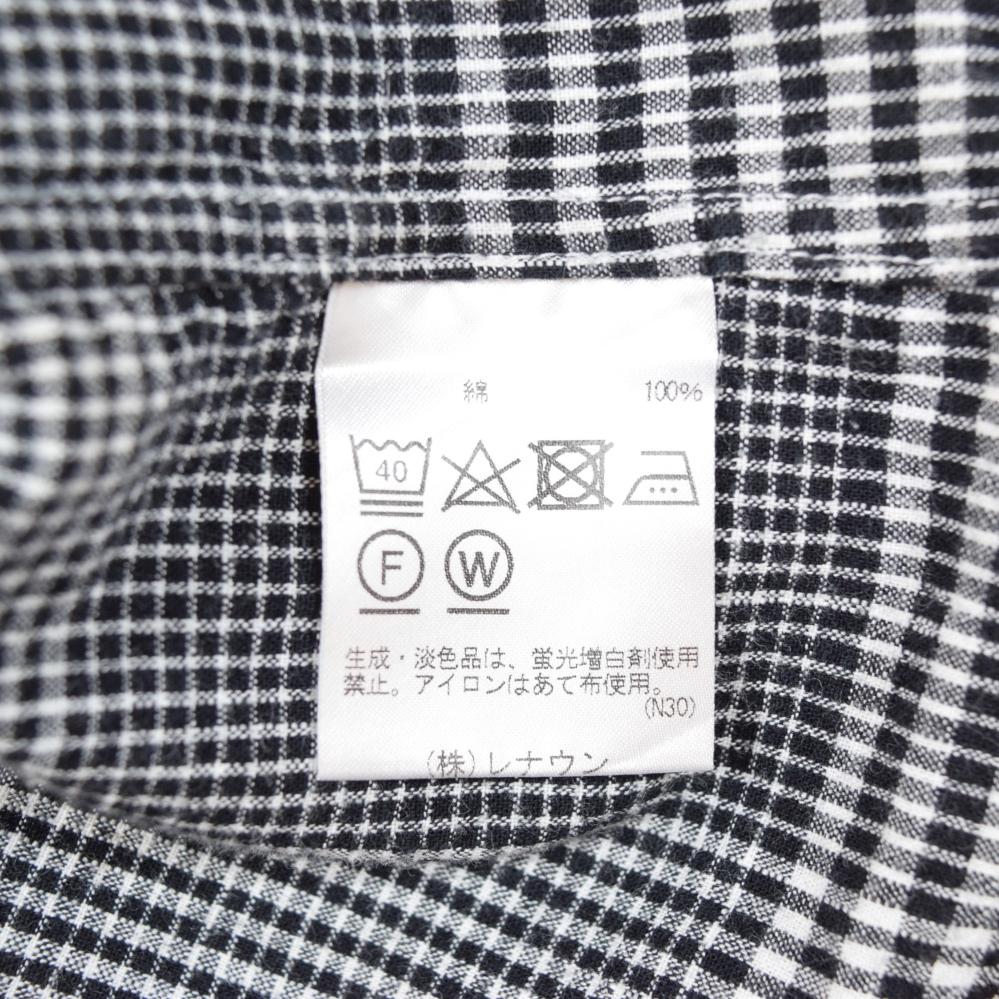 綿 100%
40
F W
生成・淡色品は、蛍光増白剤使用
禁止。アイロンはあて布使用。
(N30)
(株)レナウン